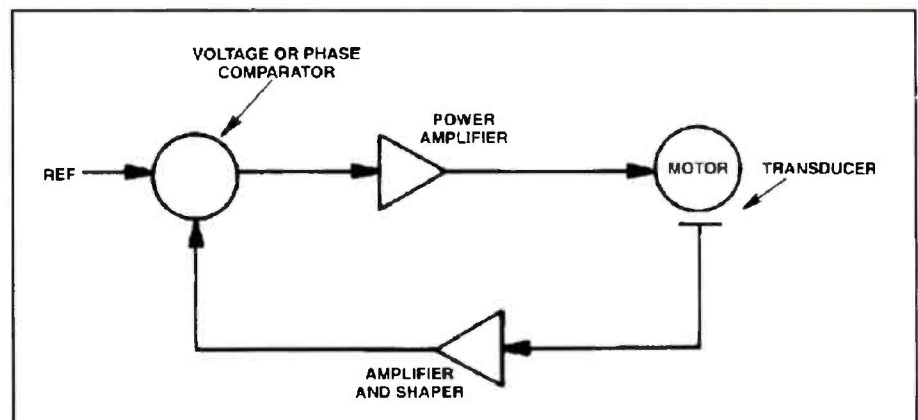 VOLTAGE OR PHASE
COMPARATOR
POWER
AMPLIFIER
REF
MOTOR
TRANSDUCER
AMPLIFIER
AND SHAPER